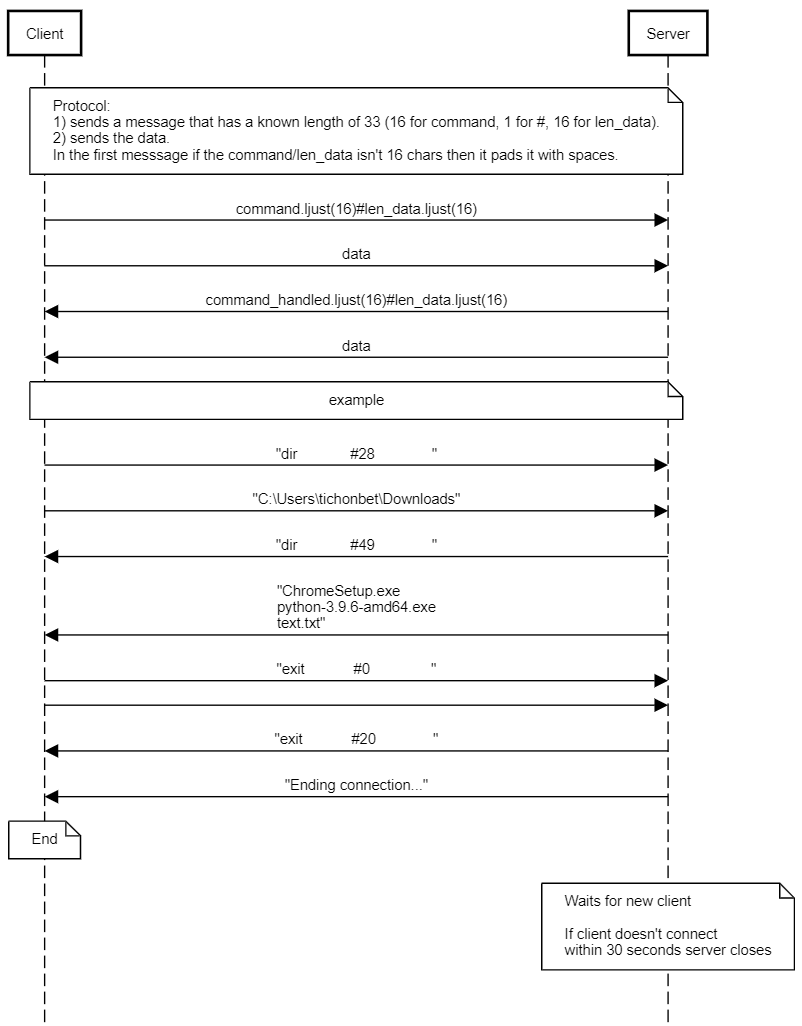 Client
Server
Protocol:
1) sends a message that has a known length of 33 (16 for command, 1 for #, 16 for len_data).
2) sends the data.
In the first messsage if the command/len_data isn't 16 chars then it pads it with spaces.
command.ljust(16)#len_data.ljust(16)
data
command_handled.ljust(16)#len_data.ljust(16)
data
example
"dir             #28              "
"C:\Users\tichonbet\Downloads"
"dir             #49              "
"ChromeSetup.exe
python-3.9.6-amd64.exe
text.txt"
"exit            #0               "
"exit            #20              "
"Ending connection..."
End
Waits for new client
If client doesn't connect
within 30 seconds server closes